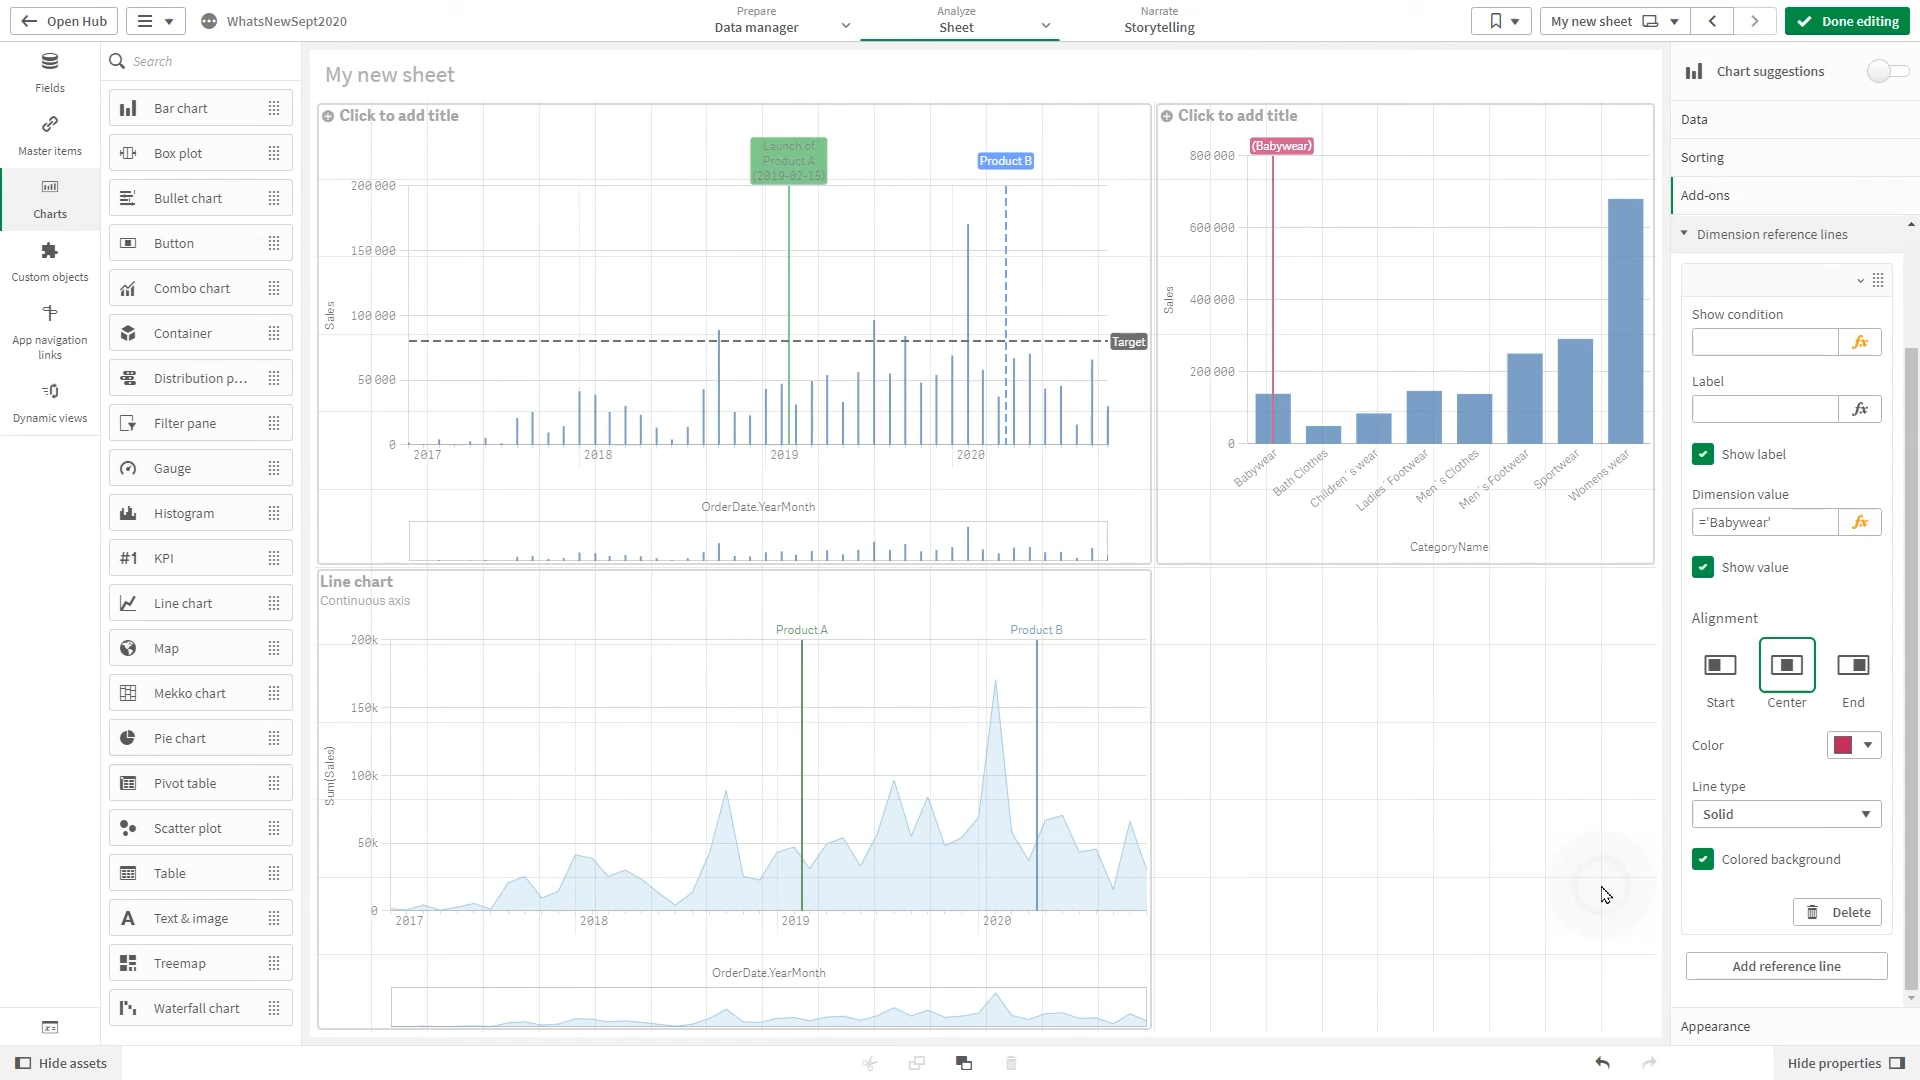 Open Hub
WhatsNewSept2020
Prepare
Data manager
Analyze
Sheet
Narrate
Storytelling
My new sheet
Done editing
Fields
Master items
Charts
Custom objects
App navigation
links
Dynamic views
Search
Bar chart
Box plot
Bullet chart
Button
Combo chart
Container
Distribution p...
Filter pane
Gauge
Histogram
#1 KPI
Line chart
Map
Mekko chart
Pie chart
Pivot table
Scatter plot
Table
A Text & image
Treemap
Waterfall chart
My new sheet
Click to add title
Launch of
Product A
(2019-02-15)
Product B
200 000
150 000
100 000
50 000
0
Sales
Target
2017
2018
2019
2020
OrderDate.YearMonth
Click to add title
(Babywear)
800 000
600 000
400 000
200 000
0
Sales
Babywear
Bath Clothes
Children´s wear
Ladies´Footwear
Men´s Clothes
Men´s Footwear
Sportwear
Womens wear
CategoryName
Line chart
Continuous axis
Product A
Product B
200k
150k
100k
50k
0
Sum(Sales)
2017
2018
2019
2020
OrderDate.YearMonth
Chart suggestions
Data
Sorting
Add-ons
Dimension reference lines
Show condition
fx
Label
fx
Show label
Dimension value
='Babywear'
fx
Show value
Alignment
Start
Center
End
Color
Line type
Solid
Colored background
Delete
Add reference line
Appearance
Hide assets
Hide properties